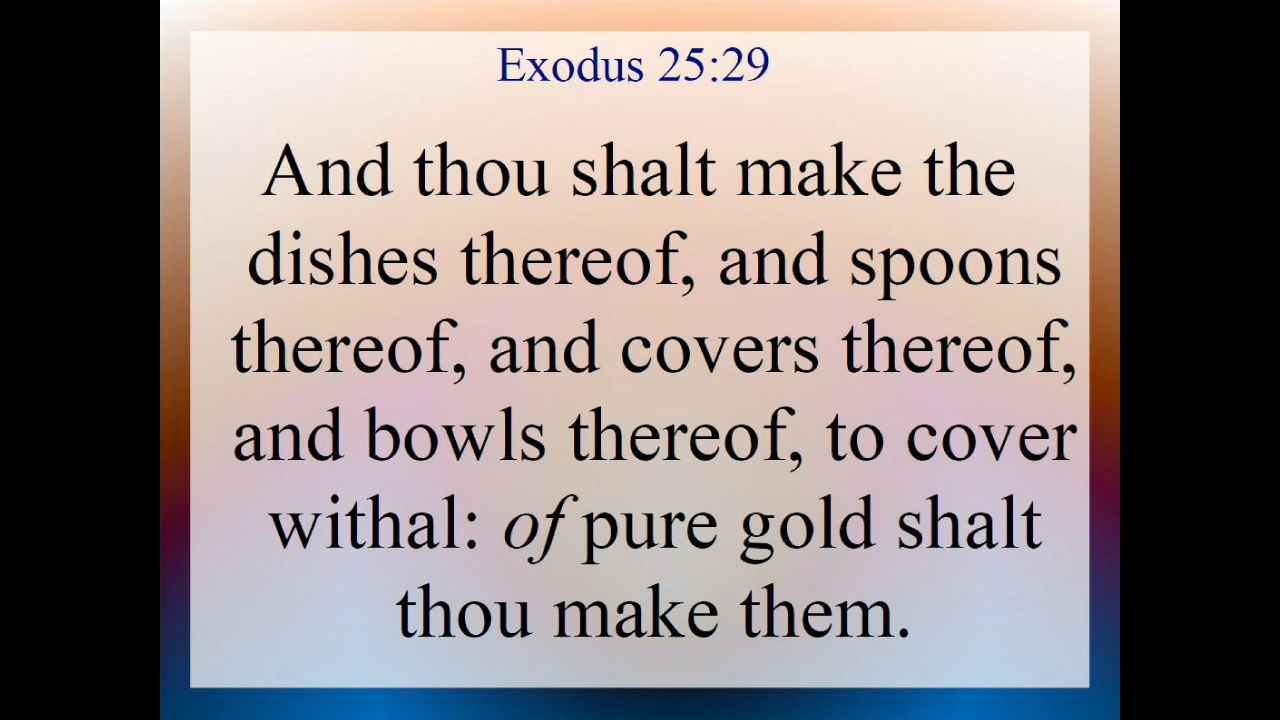 Exodus 25:29
And thou shalt make the
dishes thereof, and spoons
thereof, and covers thereof,
and bowls thereof, to cover
withal: of pure gold shalt
thou make them.